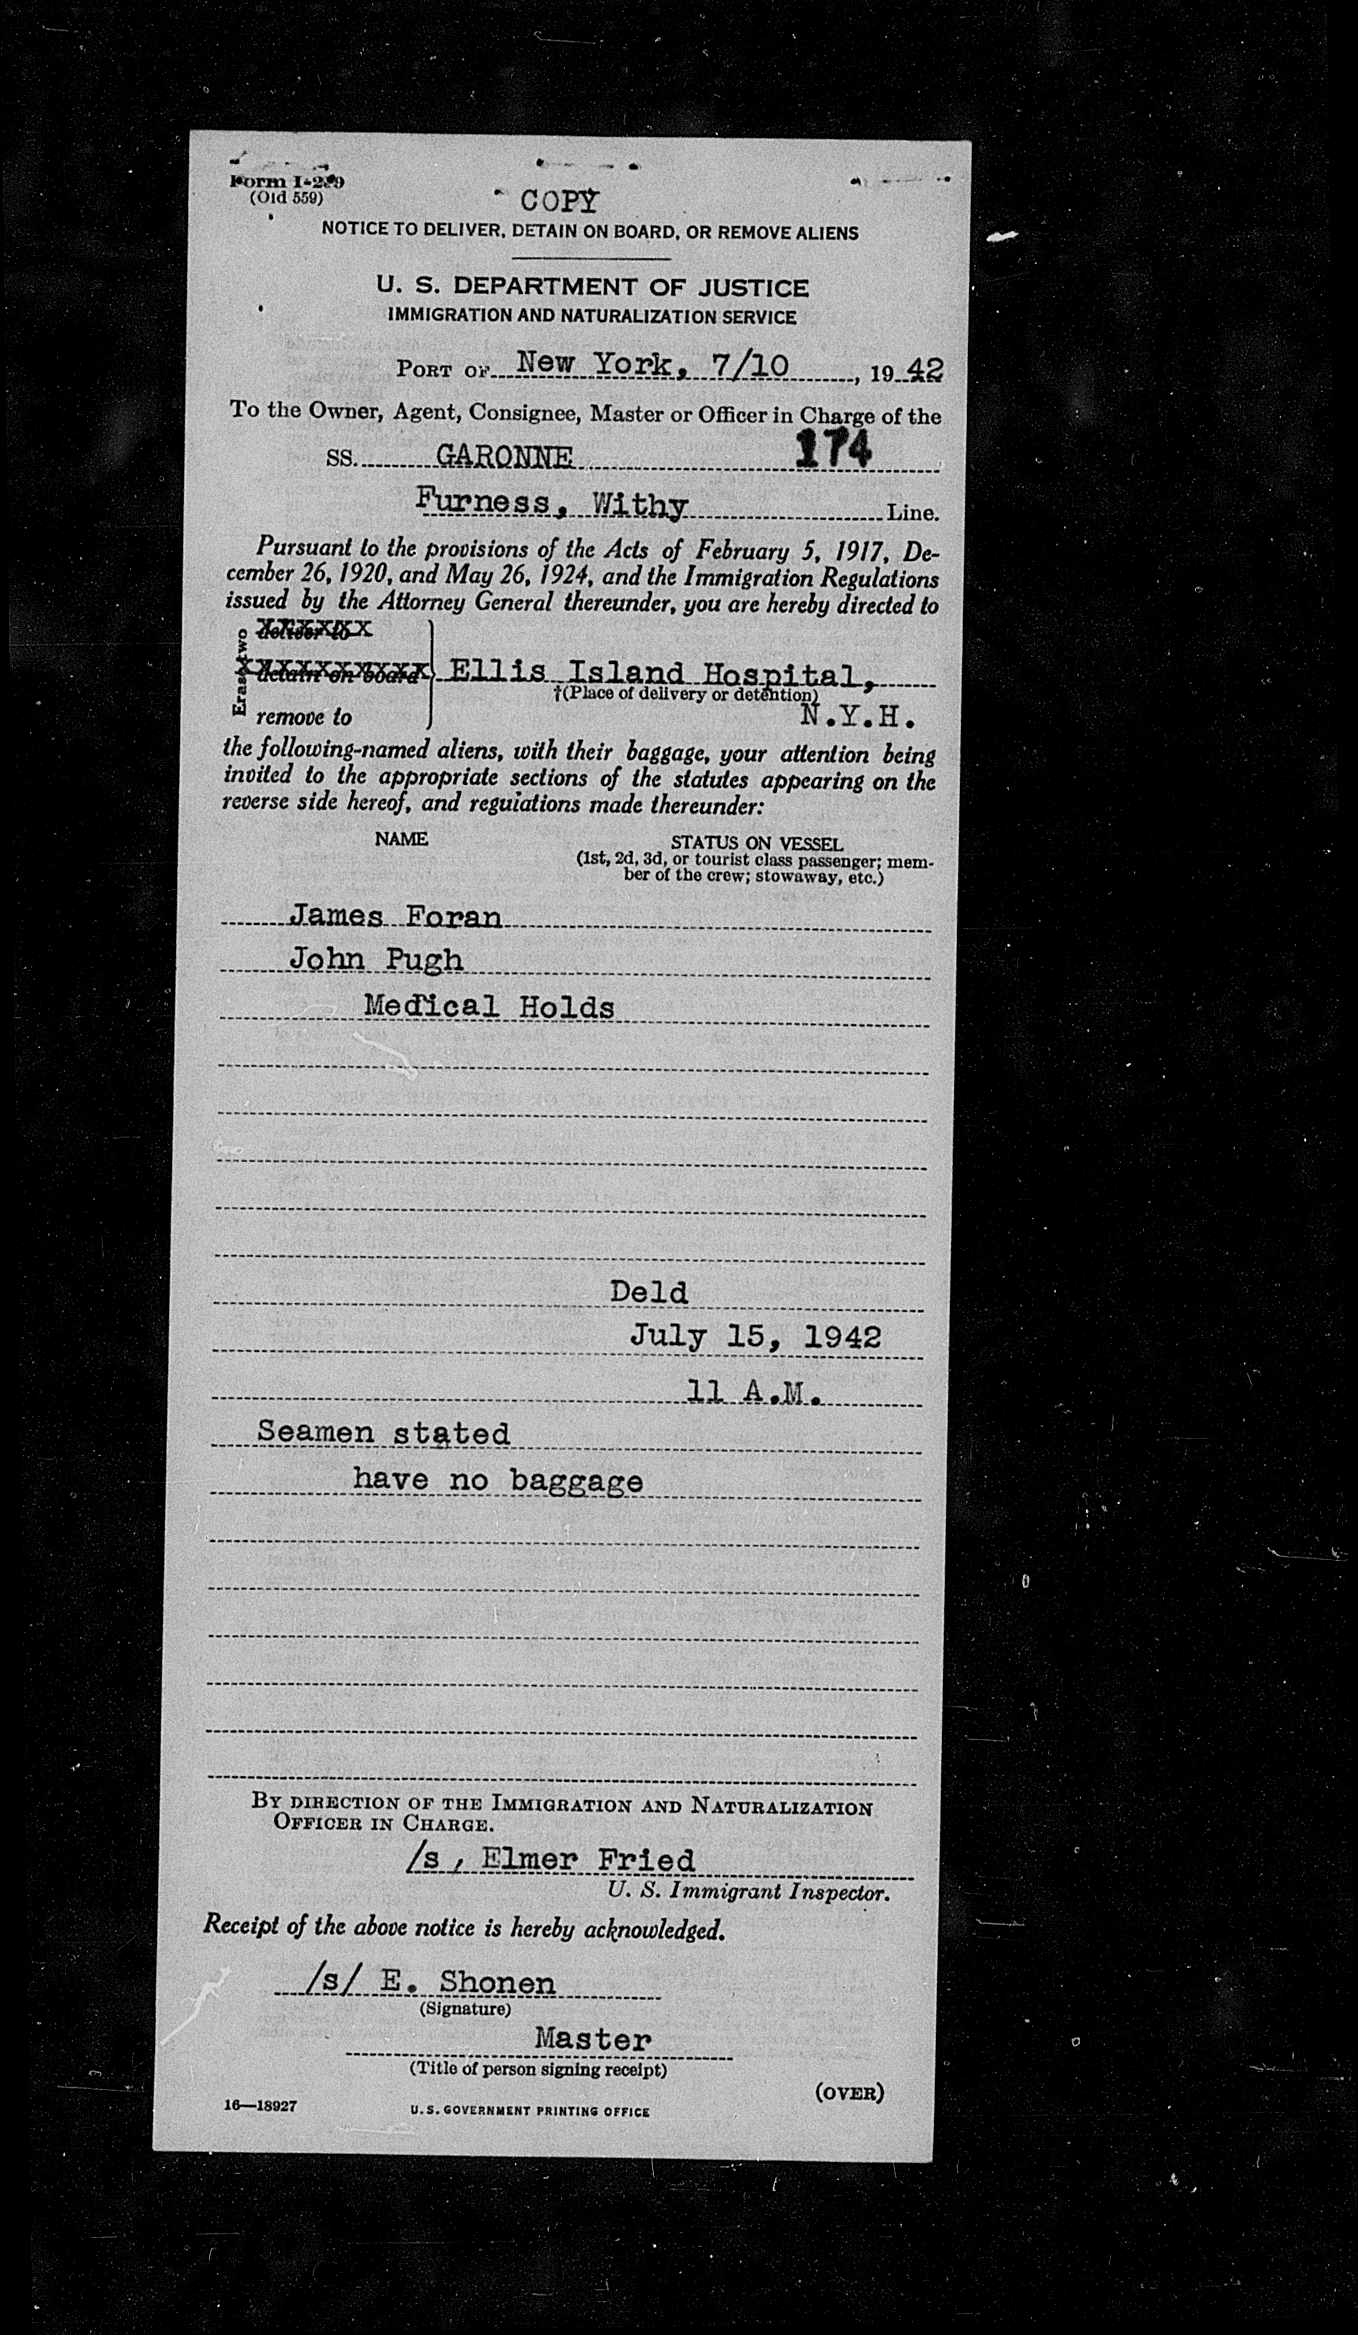 Form I-259
(Old 559)
COPY
NOTICE TO DELIVER, DETAIN ON BOARD, OR REMOVE ALIENS
U. S. DEPARTMENT OF JUSTICE
IMMIGRATION AND NATURALIZATION SERVICE
PORT OF New York, 7/10, 1942
To the Owner, Agent, Consignee, Master or Officer in Charge of the
SS. GARONNE 174
Furness, Withy Line.
Pursuant to the provisions of the Acts of February 5, 1917, De-
cember 26, 1920, and May 26, 1924, and the Immigration Regulations
issued by the Attorney General thereunder, you are hereby directed to
Erase two
deliver to
detain on board Ellis Island Hospital,
†(Place of delivery or detention)
remove to N.Y.H.
the following-named aliens, with their baggage, your attention being
invited to the appropriate sections of the statutes appearing on the
reverse side hereof, and regulations made thereunder:
NAME STATUS ON VESSEL
(1st, 2d, 3d, or tourist class passenger; mem-
ber of the crew; stowaway, etc.)
James Foran
John Pugh
Medical Holds
Deld
July 15, 1942
11 A.M.
Seamen stated
have no baggage
BY DIRECTION OF THE IMMIGRATION AND NATURALIZATION
OFFICER IN CHARGE.
/s, Elmer Fried
U. S. Immigrant Inspector.
Receipt of the above notice is hereby acknowledged.
/s/ E. Shonen
(Signature)
Master
(Title of person signing receipt)
(OVER)
16—18927 U.S. GOVERNMENT PRINTING OFFICE